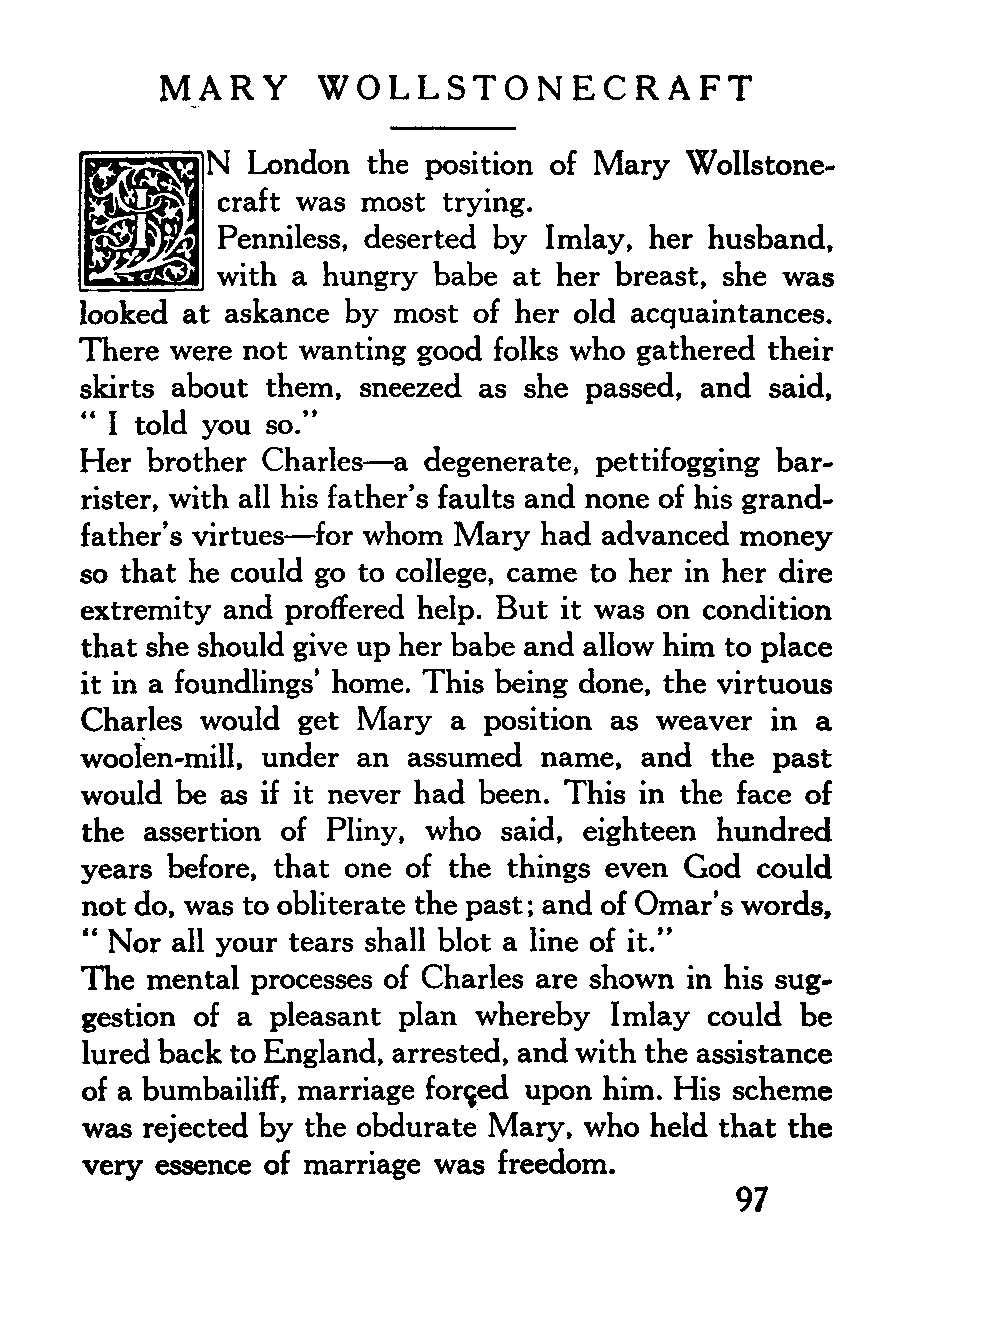 MARY WOLLSTONECRAFT
IN London the position of Mary Wollstone-
craft was most trying.
Penniless, deserted by Imlay, her husband,
with a hungry babe at her breast, she was
looked at askance by most of her old acquaintances.
There were not wanting good folks who gathered their
skirts about them, sneezed as she passed, and said,
“ I told you so.”
Her brother Charles—a degenerate, pettifogging bar-
rister, with all his father’s faults and none of his grand-
father’s virtues—for whom Mary had advanced money
so that he could go to college, came to her in her dire
extremity and proffered help. But it was on condition
that she should give up her babe and allow him to place
it in a foundlings’ home. This being done, the virtuous
Charles would get Mary a position as weaver in a
woolen-mill, under an assumed name, and the past
would be as if it never had been. This in the face of
the assertion of Pliny, who said, eighteen hundred
years before, that one of the things even God could
not do, was to obliterate the past; and of Omar’s words,
“ Nor all your tears shall blot a line of it.”
The mental processes of Charles are shown in his sug-
gestion of a pleasant plan whereby Imlay could be
lured back to England, arrested, and with the assistance
of a bumbailiff, marriage forced upon him. His scheme
was rejected by the obdurate Mary, who held that the
very essence of marriage was freedom.
97